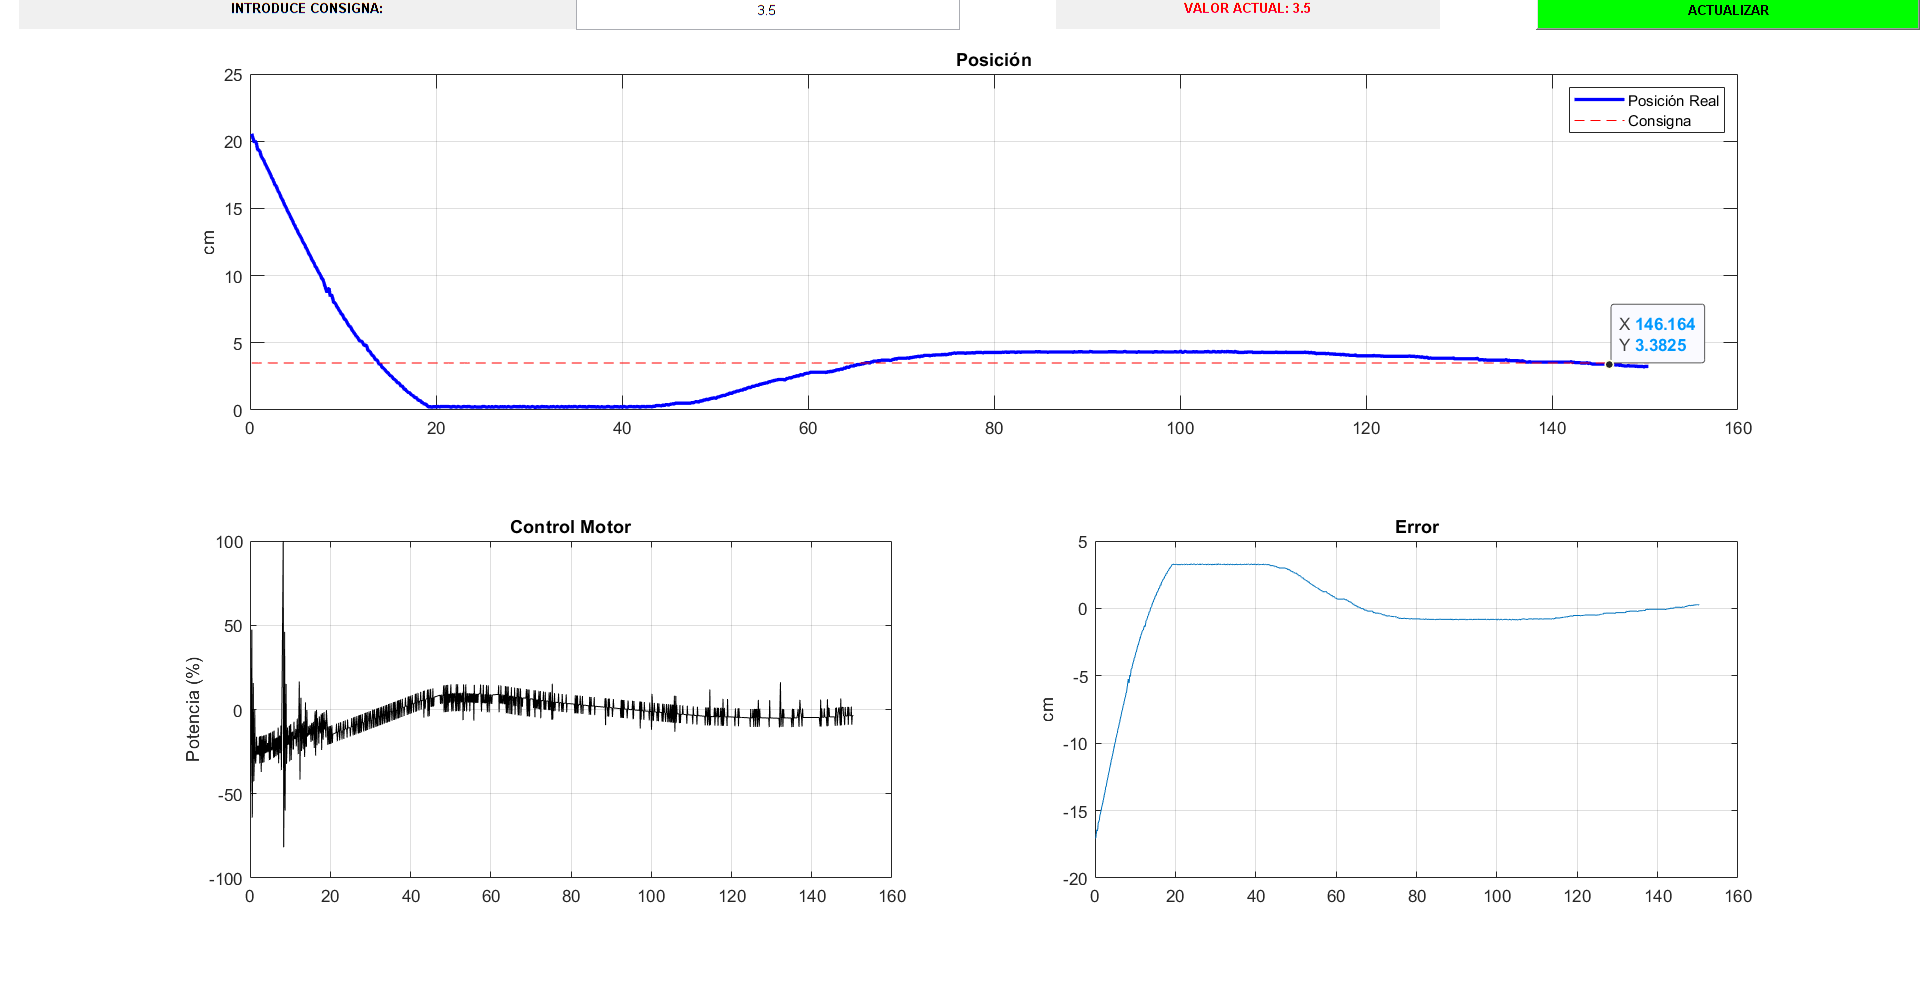 INTRODUCE CONSIGNA:
3.5
VALOR ACTUAL: 3.5
ACTUALIZAR
Posición
25
20
15
10
5
0
cm
0 20 40 60 80 100 120 140 160
Posición Real
Consigna
X 146.164
Y 3.3825
Control Motor
100
50
0
-50
-100
Potencia (%)
0 20 40 60 80 100 120 140 160
Error
5
0
-5
-10
-15
-20
cm
0 20 40 60 80 100 120 140 160